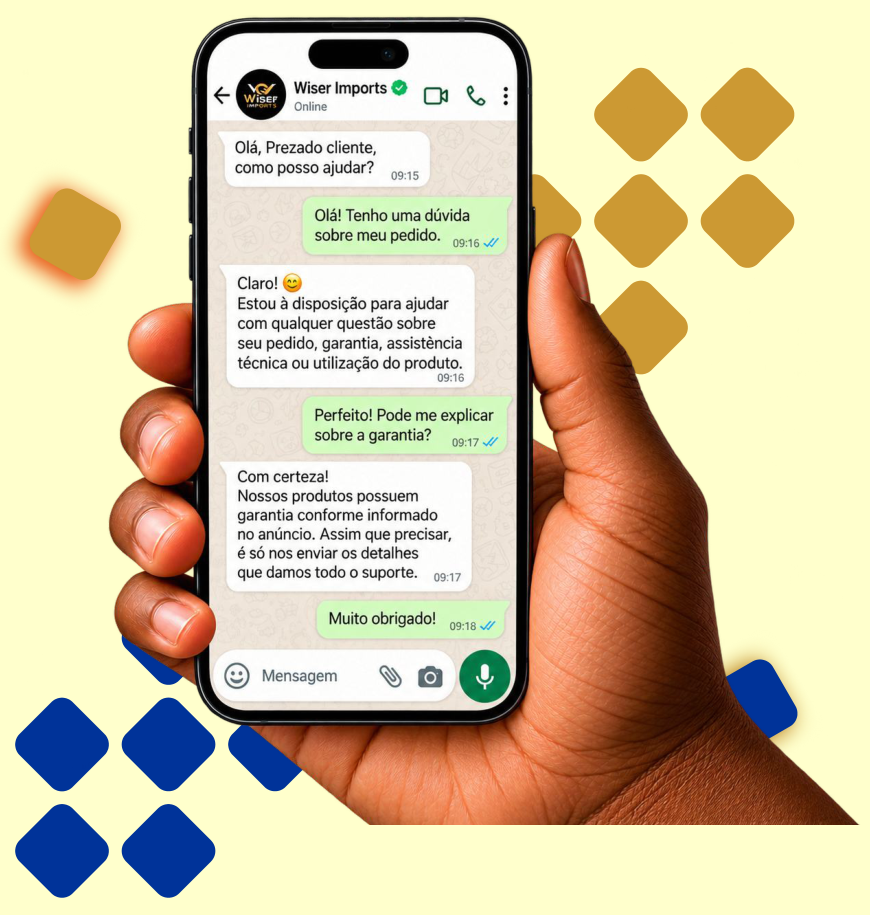 WISER
IMPORTS
Wiser Imports
Online
Olá, Prezado cliente,
como posso ajudar?
09:15
Olá! Tenho uma dúvida
sobre meu pedido.
09:16
Claro! 😊
Estou à disposição para ajudar
com qualquer questão sobre
seu pedido, garantia, assistência
técnica ou utilização do produto.
09:16
Perfeito! Pode me explicar
sobre a garantia?
09:17
Com certeza!
Nossos produtos possuem
garantia conforme informado
no anúncio. Assim que precisar,
é só nos enviar os detalhes
que damos todo o suporte.
09:17
Muito obrigado!
09:18
Mensagem